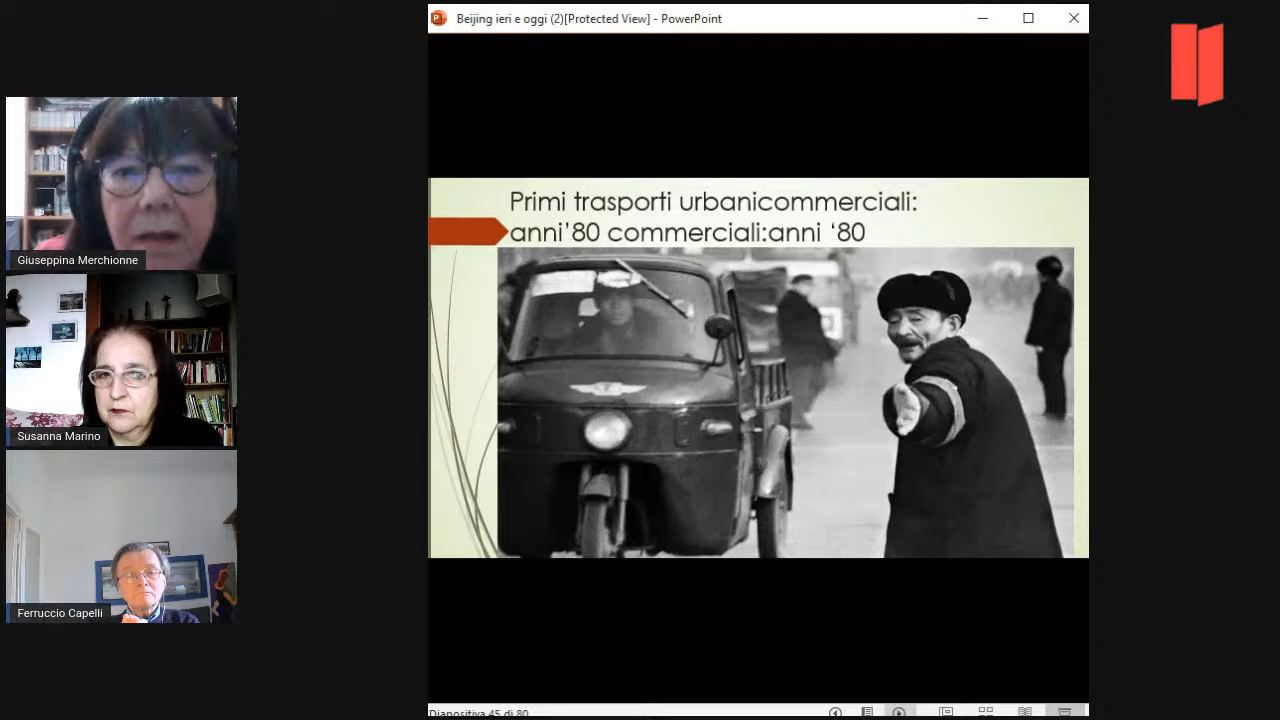 Beijing ieri e oggi (2)[Protected View] - PowerPoint
Giuseppina Merchionne
Susanna Marino
Ferruccio Capelli
Primi trasporti urbanicommerciali:
anni’80 commerciali:anni ‘80
Diapositiva 45 di 80